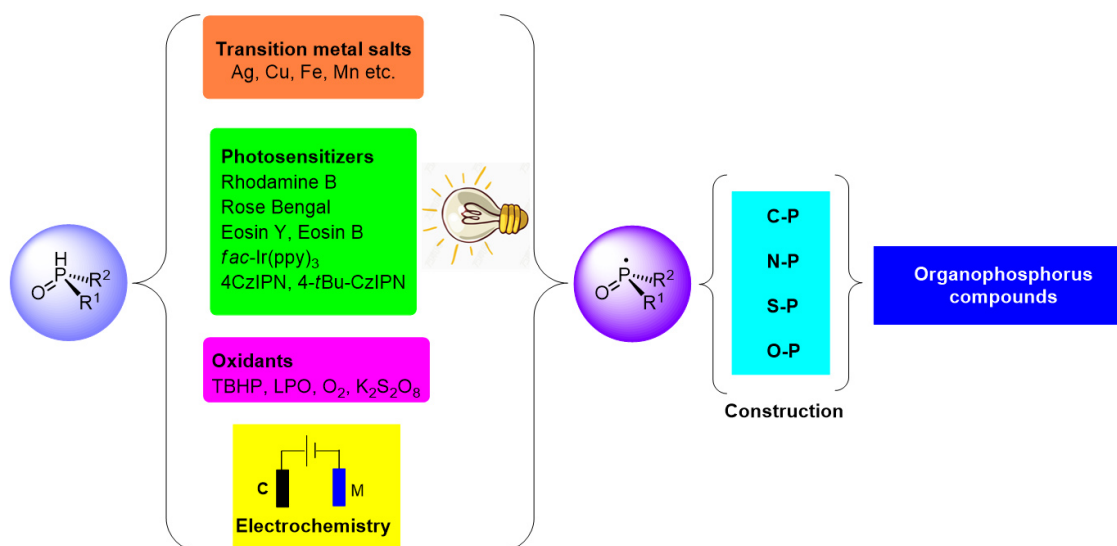 H
P
O
R2
R1
Transition metal salts
Ag, Cu, Fe, Mn etc.
Photosensitizers
Rhodamine B
Rose Bengal
Eosin Y, Eosin B
fac-Ir(ppy)3
4CzIPN, 4-tBu-CzIPN
Oxidants
TBHP, LPO, O2, K2S2O8
C
M
Electrochemistry
P
O
R2
R1
C-P
N-P
S-P
O-P
Construction
Organophosphorus
compounds